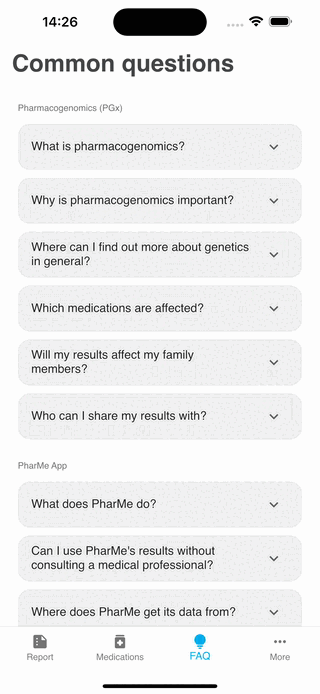 14:26
Common questions
Pharmacogenomics (PGx)
What is pharmacogenomics?
Why is pharmacogenomics important?
Where can I find out more about genetics
in general?
Which medications are affected?
Will my results affect my family
members?
Who can I share my results with?
PharMe App
What does PharMe do?
Can I use PharMe's results without
consulting a medical professional?
Where does PharMe get its data from?
Report
Medications
FAQ
More